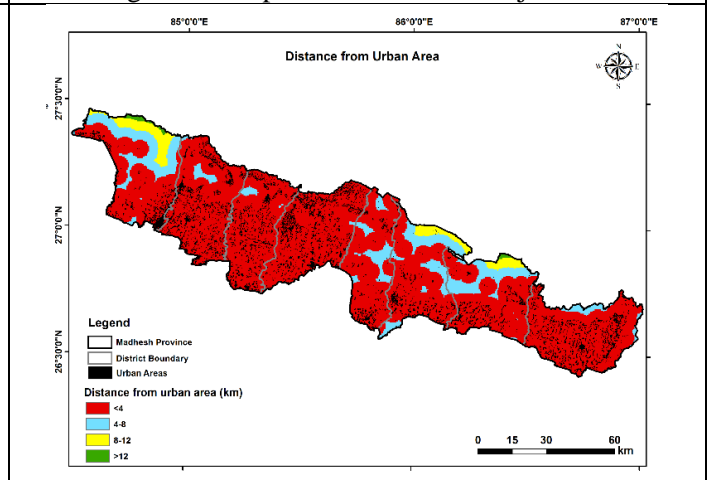 85°0'0"E 86°0'0"E 87°0'0"E
Distance from Urban Area
N
W E
S
27°30'0"N
27°0'0"N
26°30'0"N
Legend
Madhesh Province
District Boundary
Urban Areas
Distance from urban area (km)
<4
4-8
8-12
>12
0 15 30 60
km